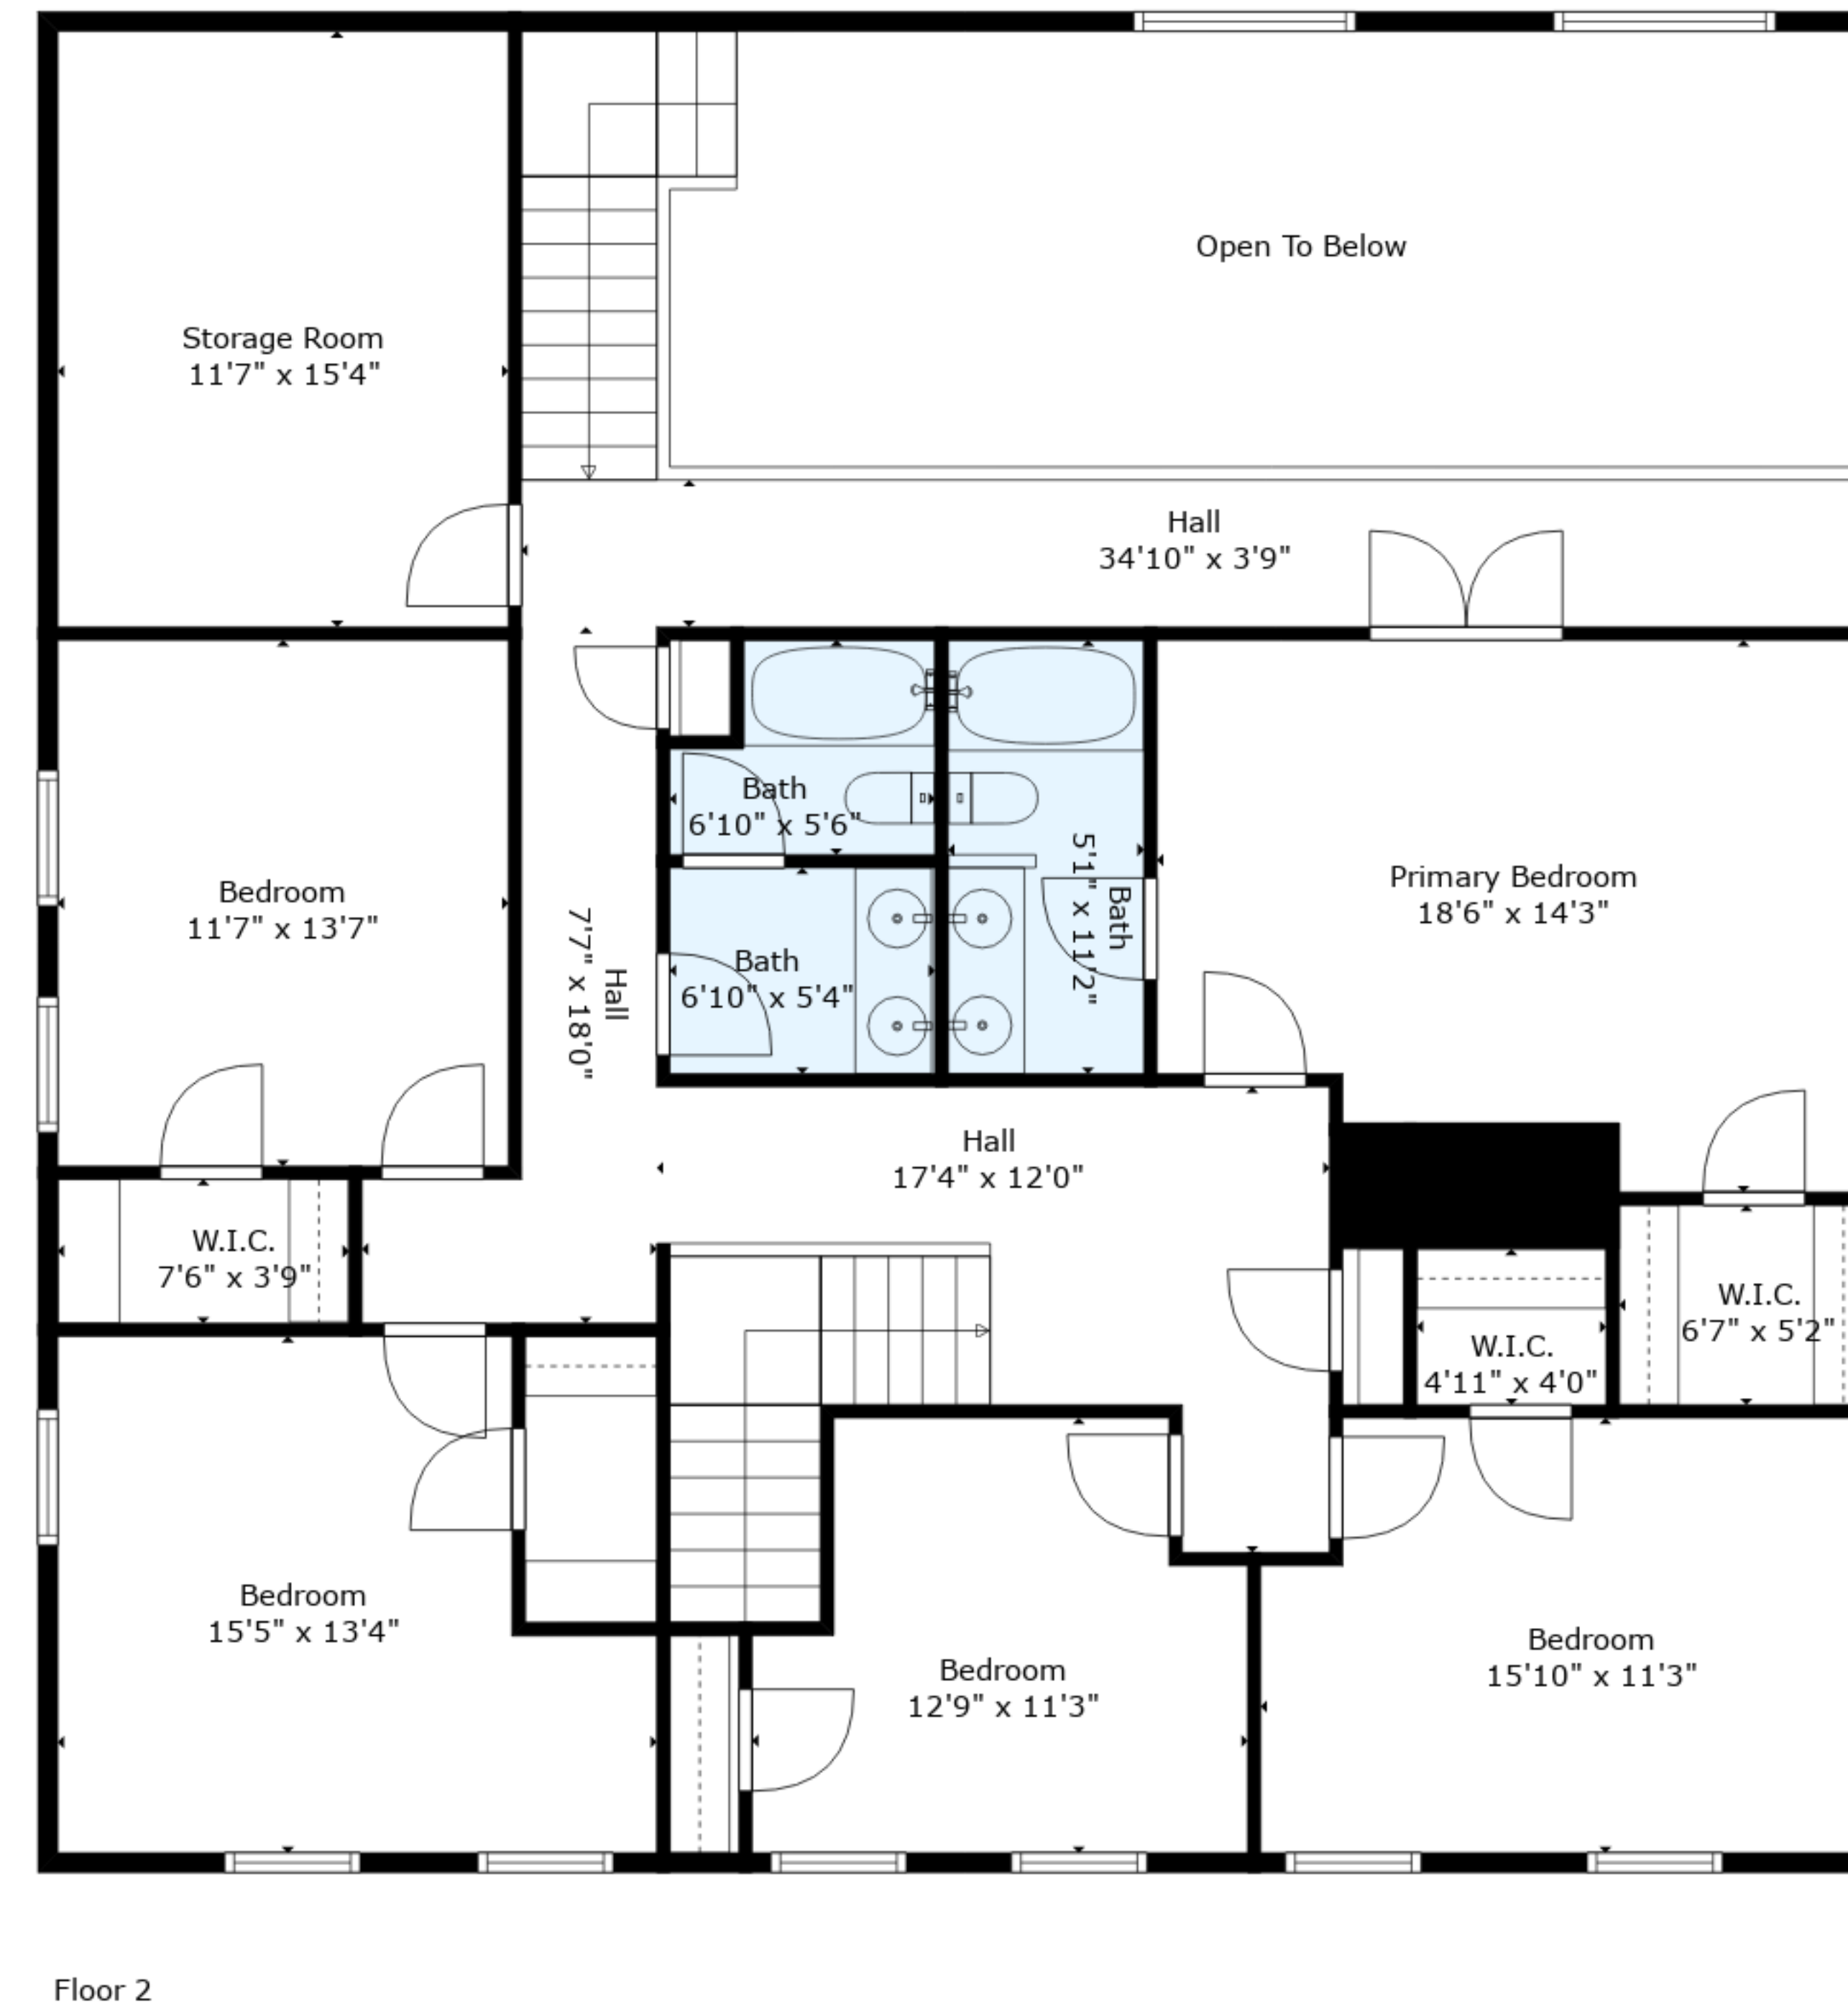 Open To Below
Storage Room
11'7" x 15'4"
Hall
34'10" x 3'9"
Bath
6'10" x 5'6"
Bath
5'1" x 11'2"
Primary Bedroom
18'6" x 14'3"
Bedroom
11'7" x 13'7"
Hall
7'7" x 18'0"
Bath
6'10" x 5'4"
Hall
17'4" x 12'0"
W.I.C.
7'6" x 3'9"
W.I.C.
6'7" x 5'2"
W.I.C.
4'11" x 4'0"
Bedroom
15'5" x 13'4"
Bedroom
12'9" x 11'3"
Bedroom
15'10" x 11'3"
Floor 2